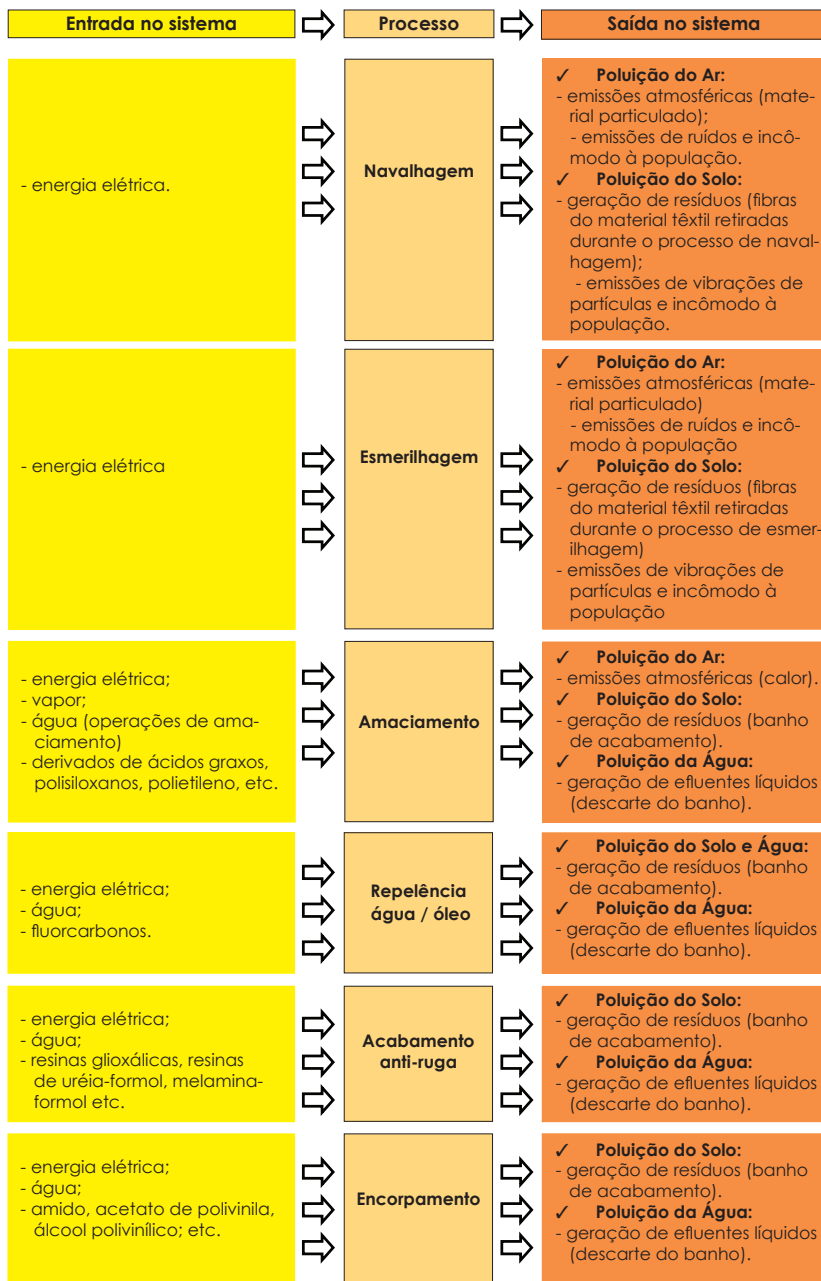 Entrada no sistema
Processo
Saída no sistema
- energia elétrica.
Navalhagem
✓ Poluição do Ar:
- emissões atmosféricas (mate-
rial particulado);
- emissões de ruídos e incô-
modo à população.
✓ Poluição do Solo:
- geração de resíduos (fibras
do material têxtil retiradas
durante o processo de naval-
hagem);
- emissões de vibrações de
partículas e incômodo à
população.
- energia elétrica
Esmerilhagem
✓ Poluição do Ar:
- emissões atmosféricas (mate-
rial particulado)
- emissões de ruídos e incô-
modo à população
✓ Poluição do Solo:
- geração de resíduos (fibras
do material têxtil retiradas
durante o processo de esmer-
ilhagem)
- emissões de vibrações de
partículas e incômodo à
população
- energia elétrica;
- vapor;
- água (operações de ama-
ciamento)
- derivados de ácidos graxos,
polisiloxanos, polietileno, etc.
Amaciamento
✓ Poluição do Ar:
- emissões atmosféricas (calor).
✓ Poluição do Solo:
- geração de resíduos (banho
de acabamento).
✓ Poluição da Água:
- geração de efluentes líquidos
(descarte do banho).
- energia elétrica;
- água;
- fluorcarbonos.
Repelência
água / óleo
✓ Poluição do Solo e Água:
- geração de resíduos (banho
de acabamento).
✓ Poluição da Água:
- geração de efluentes líquidos
(descarte do banho).
- energia elétrica;
- água;
- resinas glioxálicas, resinas
de uréia-formol, melamina-
formol etc.
Acabamento
anti-ruga
✓ Poluição do Solo:
- geração de resíduos (banho
de acabamento).
✓ Poluição da Água:
- geração de efluentes líquidos
(descarte do banho).
- energia elétrica;
- água;
- amido, acetato de polivinila,
álcool polivinílico; etc.
Encorpamento
✓ Poluição do Solo:
- geração de resíduos (banho
de acabamento).
✓ Poluição da Água:
- geração de efluentes líquidos
(descarte do banho).